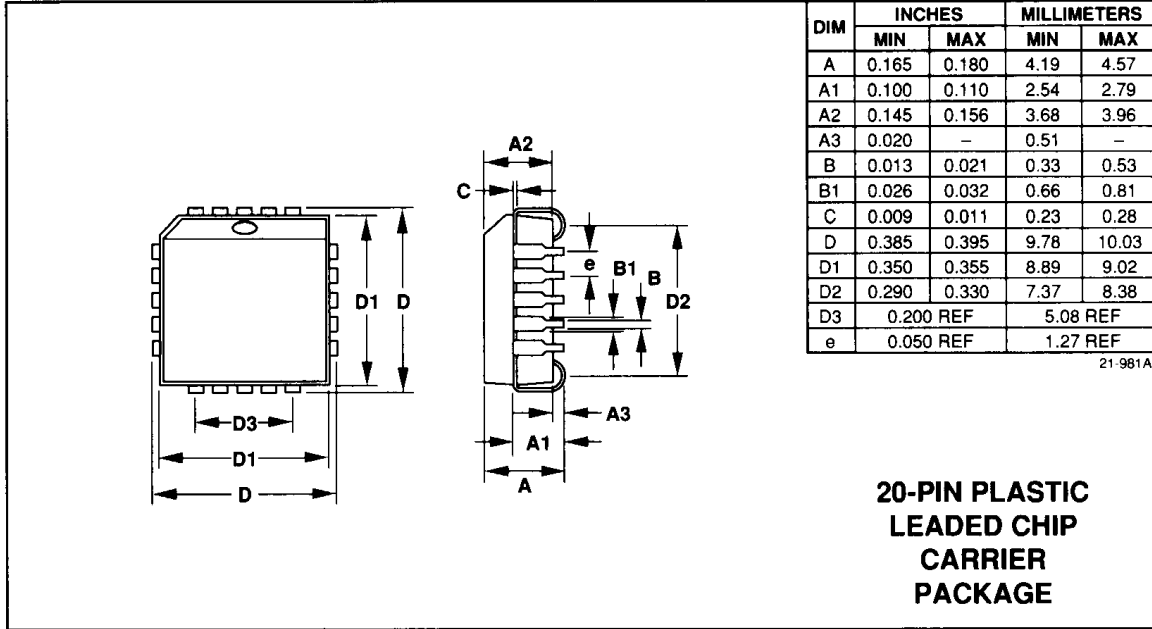 DIM INCHES MILLIMETERS
MIN MAX MIN MAX
A 0.165 0.180 4.19 4.57
A1 0.100 0.110 2.54 2.79
A2 0.145 0.156 3.68 3.96
A3 0.020 – 0.51 –
B 0.013 0.021 0.33 0.53
B1 0.026 0.032 0.66 0.81
C 0.009 0.011 0.23 0.28
D 0.385 0.395 9.78 10.03
D1 0.350 0.355 8.89 9.02
D2 0.290 0.330 7.37 8.38
D3 0.200 REF 5.08 REF
e 0.050 REF 1.27 REF
21-981A
A2
C
e
B1
B
D1
D
D2
D3
A3
D1
A1
D
A
20-PIN PLASTIC
LEADED CHIP
CARRIER
PACKAGE